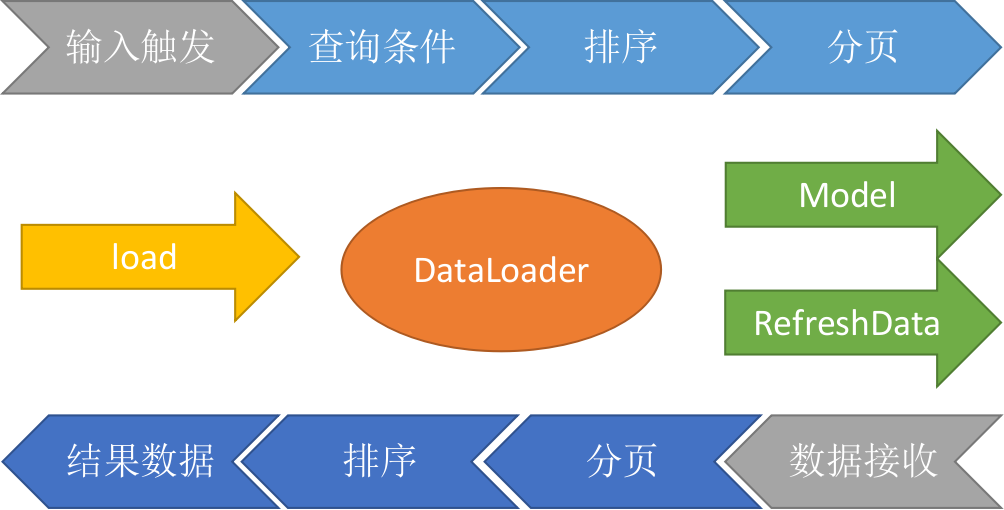 输入触发
查询条件
排序
分页
load
DataLoader
Model
RefreshData
结果数据
排序
分页
数据接收